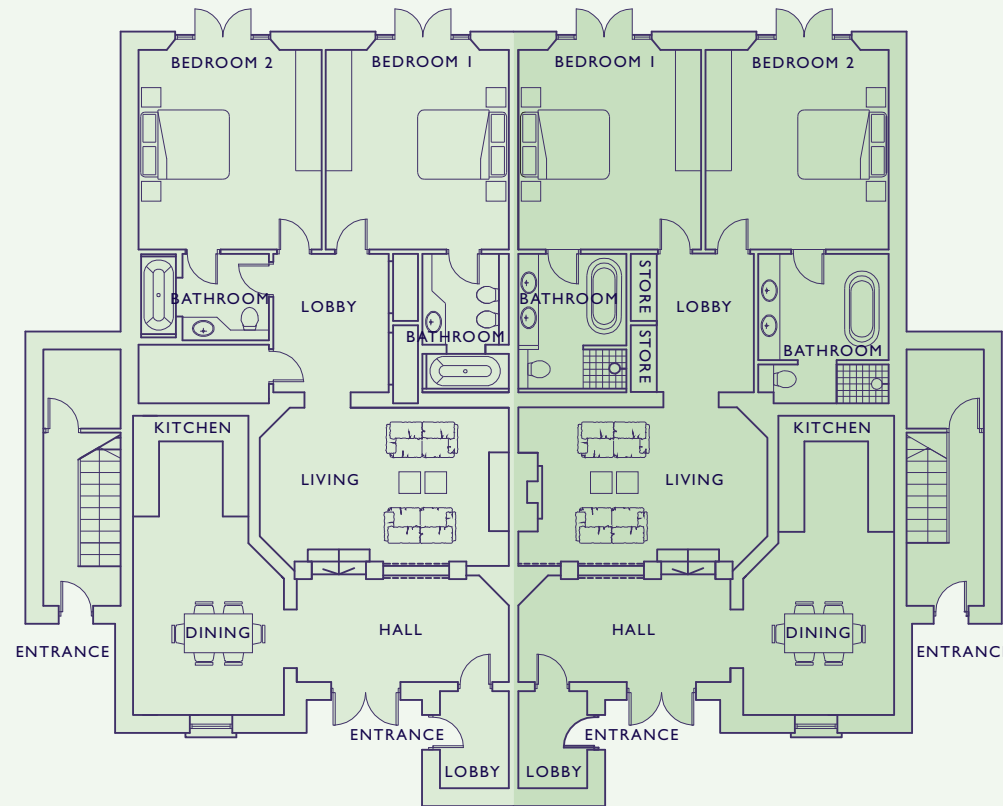 BEDROOM 2
BEDROOM 1
BEDROOM 1
BEDROOM 2
BATHROOM
LOBBY
BATHROOM
BATHROOM
STORE
STORE
LOBBY
BATHROOM
KITCHEN
LIVING
LIVING
KITCHEN
ENTRANCE
DINING
HALL
HALL
DINING
ENTRANCE
ENTRANCE
ENTRANCE
LOBBY
LOBBY